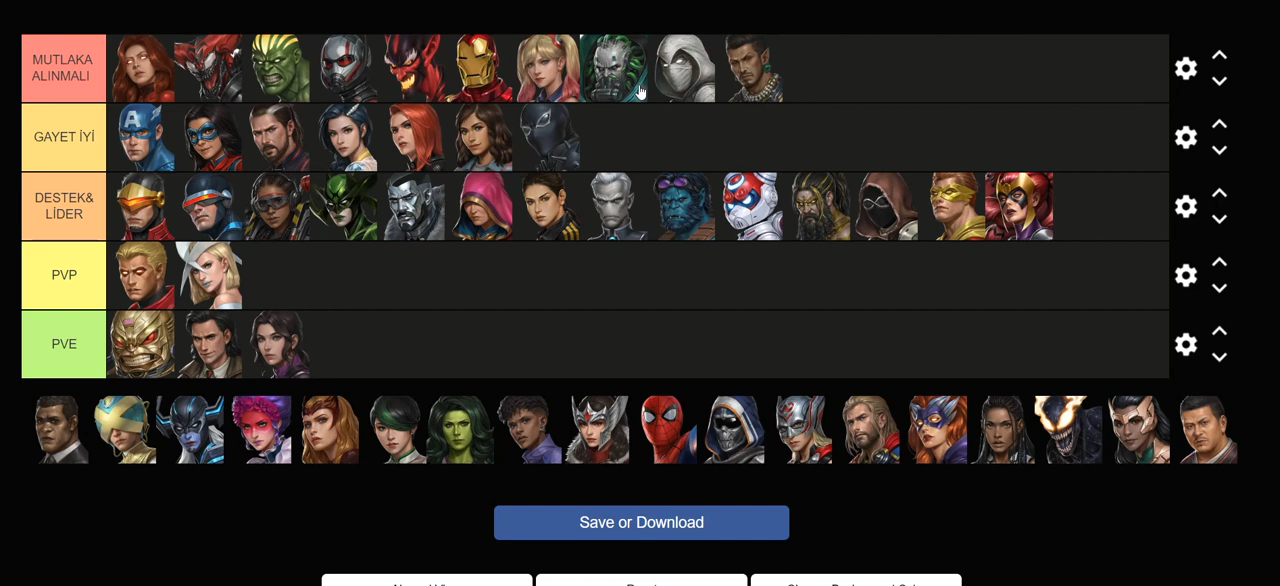 MUTLAKA
ALINMALI
GAYET İYİ
DESTEK&
LİDER
PVP
PVE
Save or Download